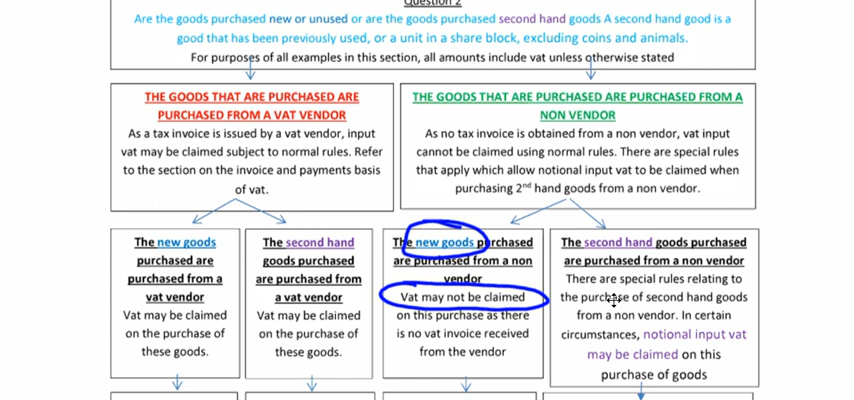 Question 2
Are the goods purchased new or unused or are the goods purchased second hand goods A second hand good is a
good that has been previously used, or a unit in a share block, excluding coins and animals.
For purposes of all examples in this section, all amounts include vat unless otherwise stated
THE GOODS THAT ARE PURCHASED ARE
PURCHASED FROM A VAT VENDOR
As a tax invoice is issued by a vat vendor, input
vat may be claimed subject to normal rules. Refer
to the section on the invoice and payments basis
of vat.
THE GOODS THAT ARE PURCHASED ARE PURCHASED FROM A
NON VENDOR
As no tax invoice is obtained from a non vendor, vat input
cannot be claimed using normal rules. There are special rules
that apply which allow notional input vat to be claimed when
purchasing 2nd hand goods from a non vendor.
The new goods
purchased are
purchased from a
vat vendor
Vat may be claimed
on the purchase of
these goods.
The second hand
goods purchased
are purchased from
a vat vendor
Vat may be claimed
on the purchase of
these goods.
The new goods purchased
are purchased from a non
vendor
Vat may not be claimed
on this purchase as there
is no vat invoice received
from the vendor
The second hand goods purchased
are purchased from a non vendor
There are special rules relating to
the purchase of second hand goods
from a non vendor. In certain
circumstances, notional input vat
may be claimed on this
purchase of goods